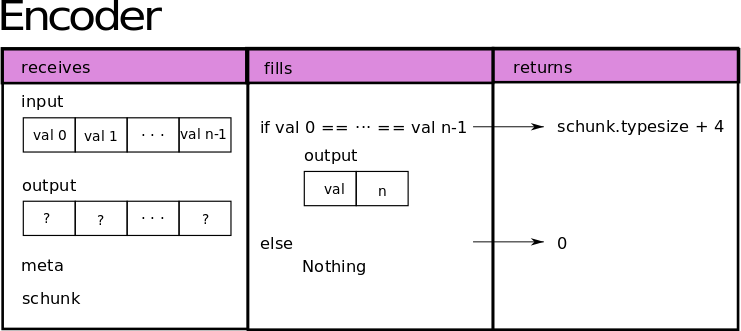 Encoder
receives
fills
returns
input
val 0 val 1 · · · val n-1
output
? ? · · · ?
meta
schunk
if val 0 == ··· == val n-1
output
val n
else
Nothing
schunk.typesize + 4
0